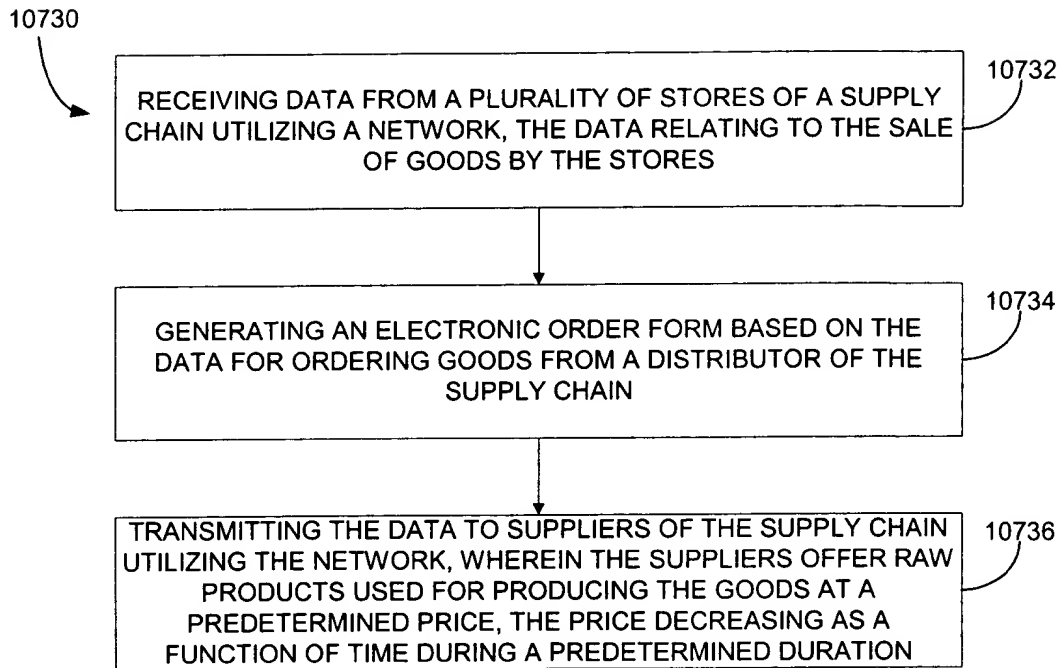 10730
10732
RECEIVING DATA FROM A PLURALITY OF STORES OF A SUPPLY
CHAIN UTILIZING A NETWORK, THE DATA RELATING TO THE SALE
OF GOODS BY THE STORES
10734
GENERATING AN ELECTRONIC ORDER FORM BASED ON THE
DATA FOR ORDERING GOODS FROM A DISTRIBUTOR OF THE
SUPPLY CHAIN
10736
TRANSMITTING THE DATA TO SUPPLIERS OF THE SUPPLY CHAIN
UTILIZING THE NETWORK, WHEREIN THE SUPPLIERS OFFER RAW
PRODUCTS USED FOR PRODUCING THE GOODS AT A
PREDETERMINED PRICE, THE PRICE DECREASING AS A
FUNCTION OF TIME DURING A PREDETERMINED DURATION